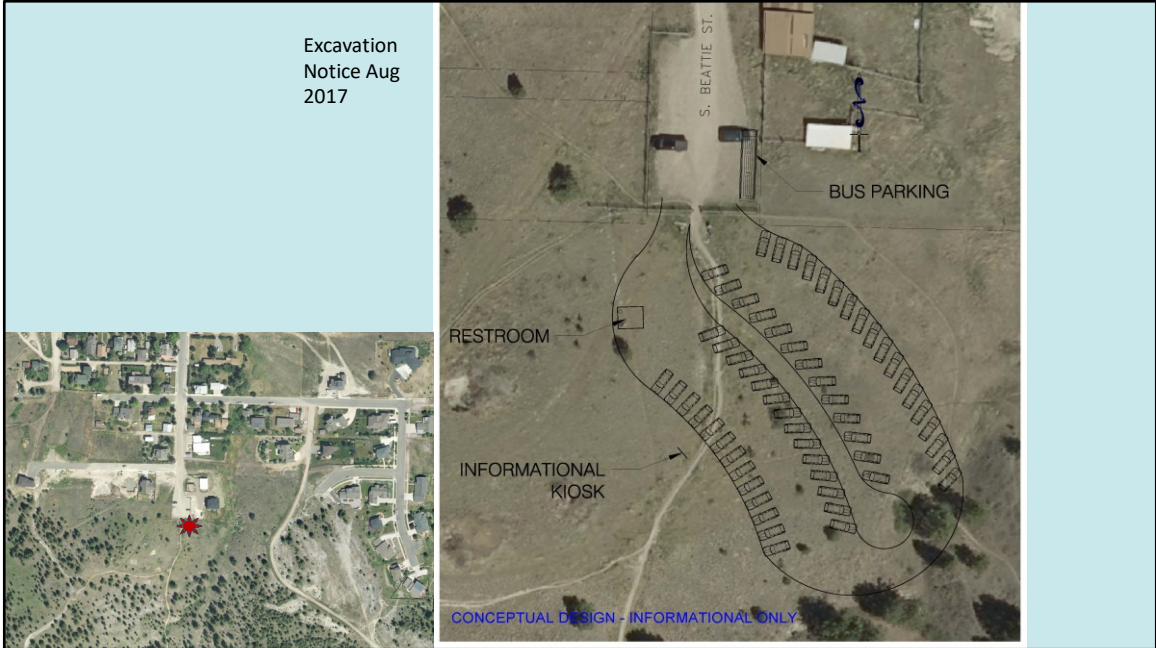 Excavation
Notice Aug
2017
S. BEATTIE ST.
BUS PARKING
RESTROOM
INFORMATIONAL
KIOSK
CONCEPTUAL DESIGN - INFORMATIONAL ONLY